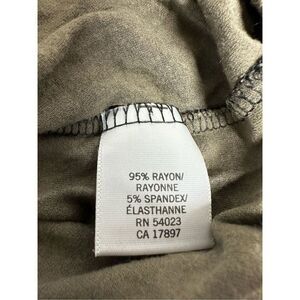 95% RAYON/
RAYONNE
5% SPANDEX/
ÉLASTHANNE
RN 54023
CA 17897